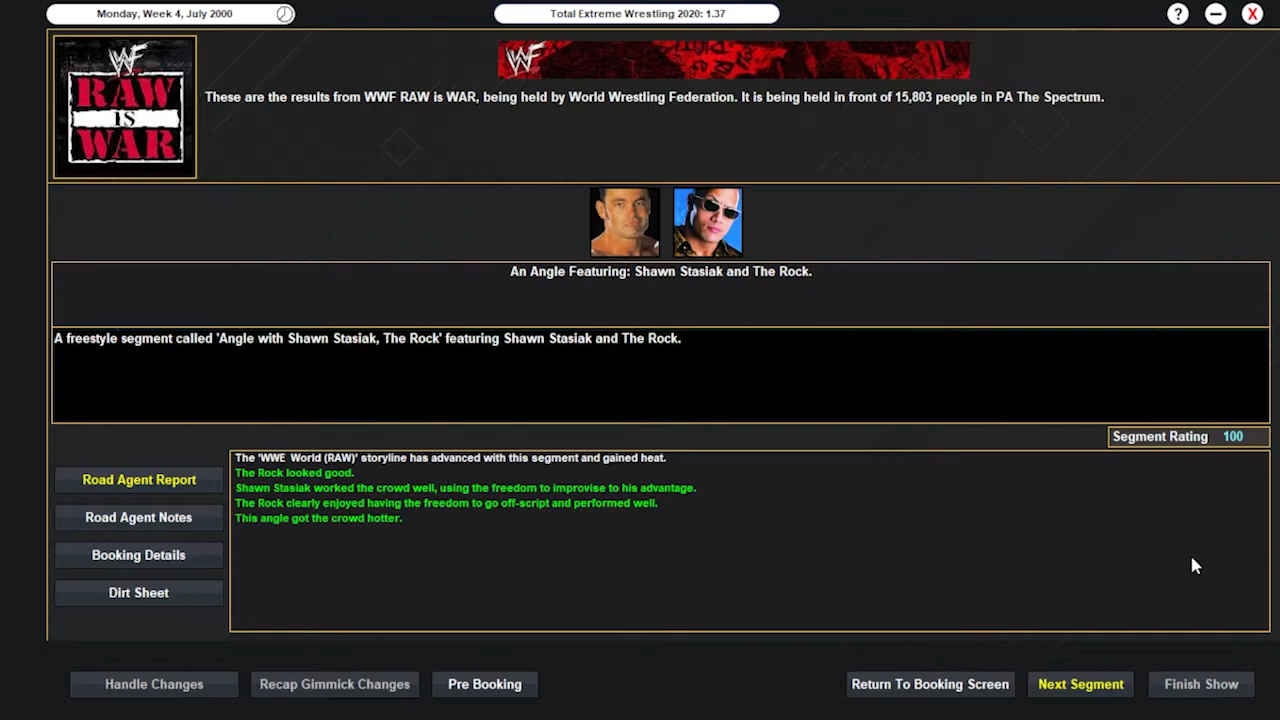 Monday, Week 4, July 2000
Total Extreme Wrestling 2020: 1.37
?
X
WF
RAW
IS
WAR
WF
These are the results from WWF RAW is WAR, being held by World Wrestling Federation. It is being held in front of 15,803 people in PA The Spectrum.
An Angle Featuring: Shawn Stasiak and The Rock.
A freestyle segment called 'Angle with Shawn Stasiak, The Rock' featuring Shawn Stasiak and The Rock.
Segment Rating 100
The 'WWE World (RAW)' storyline has advanced with this segment and gained heat.
The Rock looked good.
Shawn Stasiak worked the crowd well, using the freedom to improvise to his advantage.
The Rock clearly enjoyed having the freedom to go off-script and performed well.
This angle got the crowd hotter.
Road Agent Report
Road Agent Notes
Booking Details
Dirt Sheet
Handle Changes
Recap Gimmick Changes
Pre Booking
Return To Booking Screen
Next Segment
Finish Show